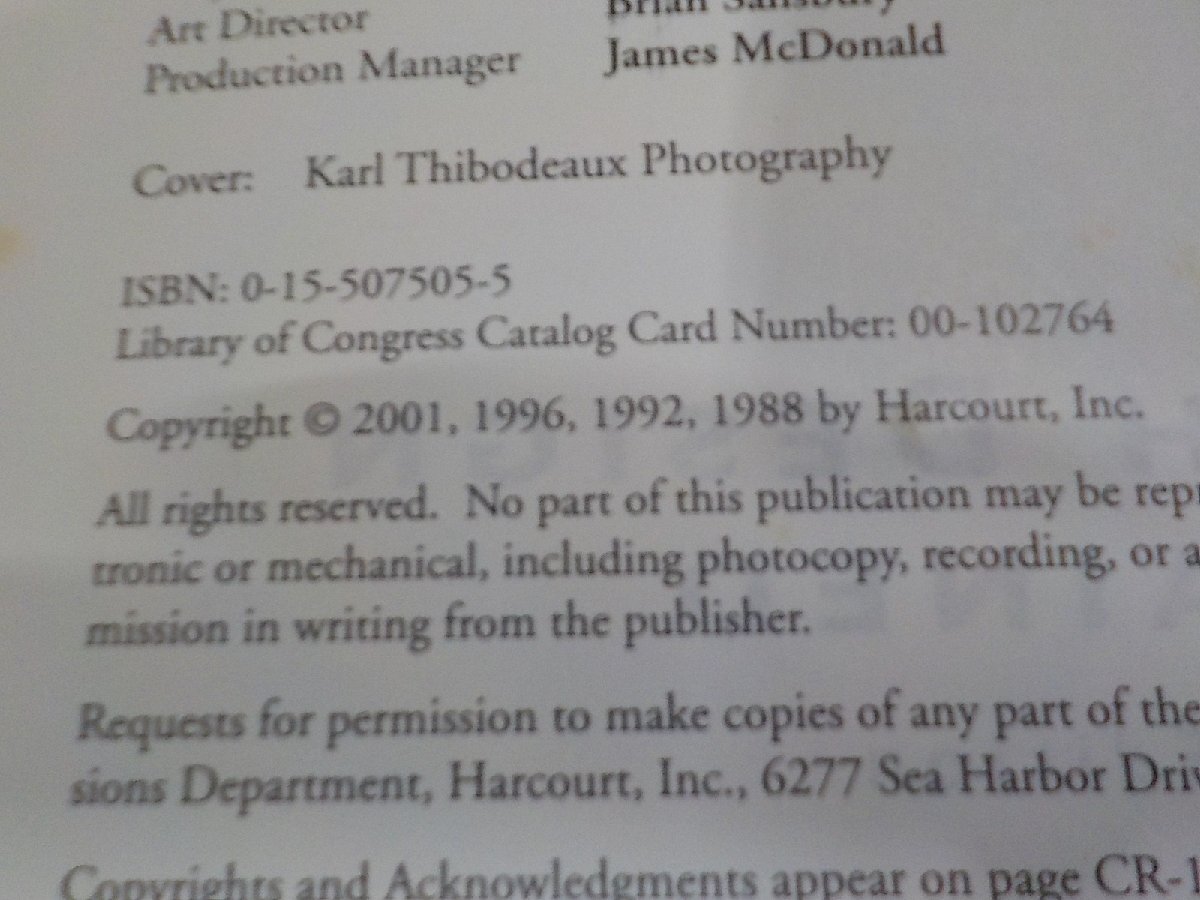 Art Director Brian Salisbury
Production Manager James McDonald
Cover: Karl Thibodeaux Photography
ISBN: 0-15-507505-5
Library of Congress Catalog Card Number: 00-102764
Copyright © 2001, 1996, 1992, 1988 by Harcourt, Inc.
All rights reserved. No part of this publication may be rep
tronic or mechanical, including photocopy, recording, or a
mission in writing from the publisher.
Requests for permission to make copies of any part of the
sions Department, Harcourt, Inc., 6277 Sea Harbor Driv
Copyrights and Acknowledgments appear on page CR-1